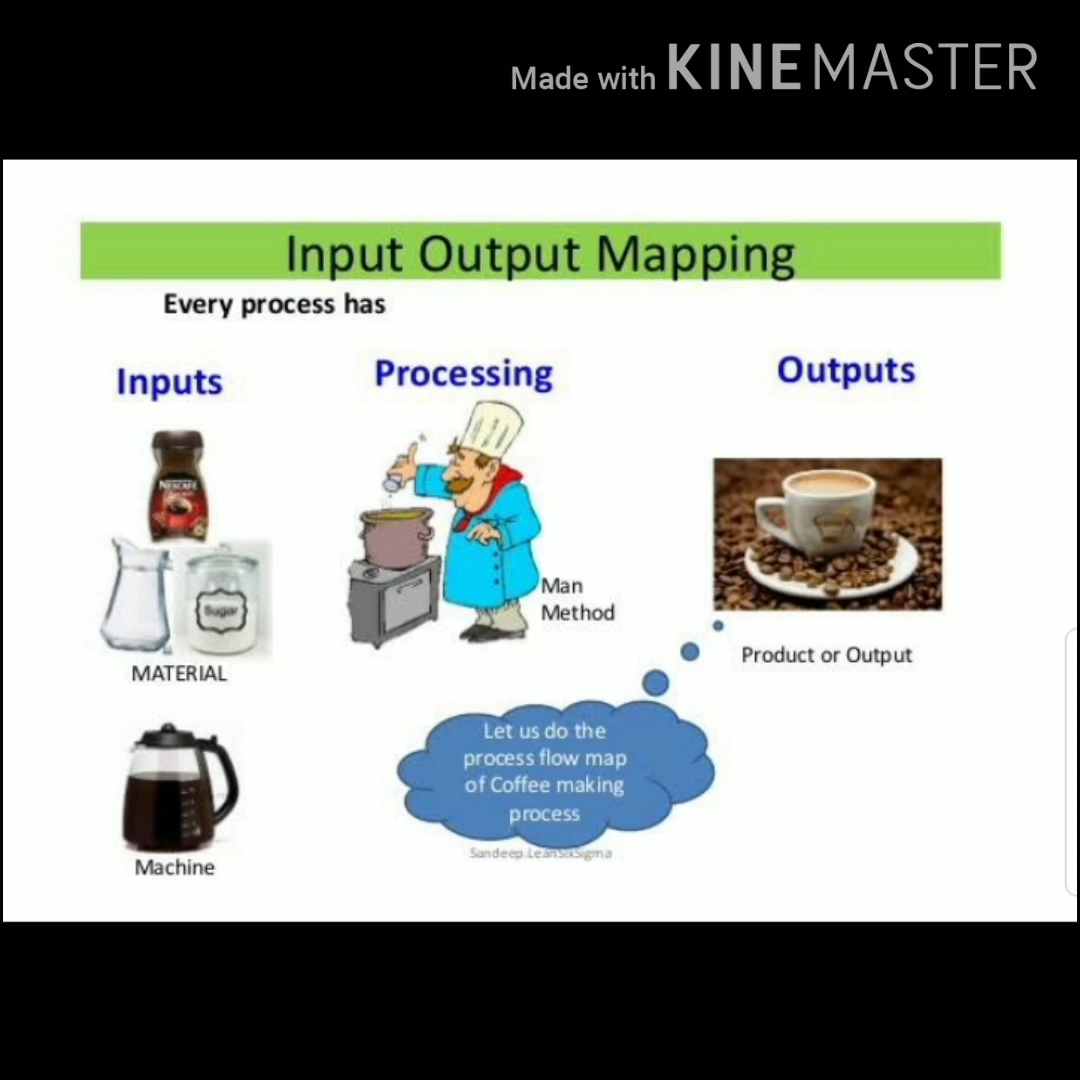 Made with KINEMASTER
Input Output Mapping
Every process has
Inputs
Processing
Outputs
NESCAFÉ
Sugar
MATERIAL
Man
Method
Product or Output
Let us do the
process flow map
of Coffee making
process
Sandeep.LeanSixSigma
Machine